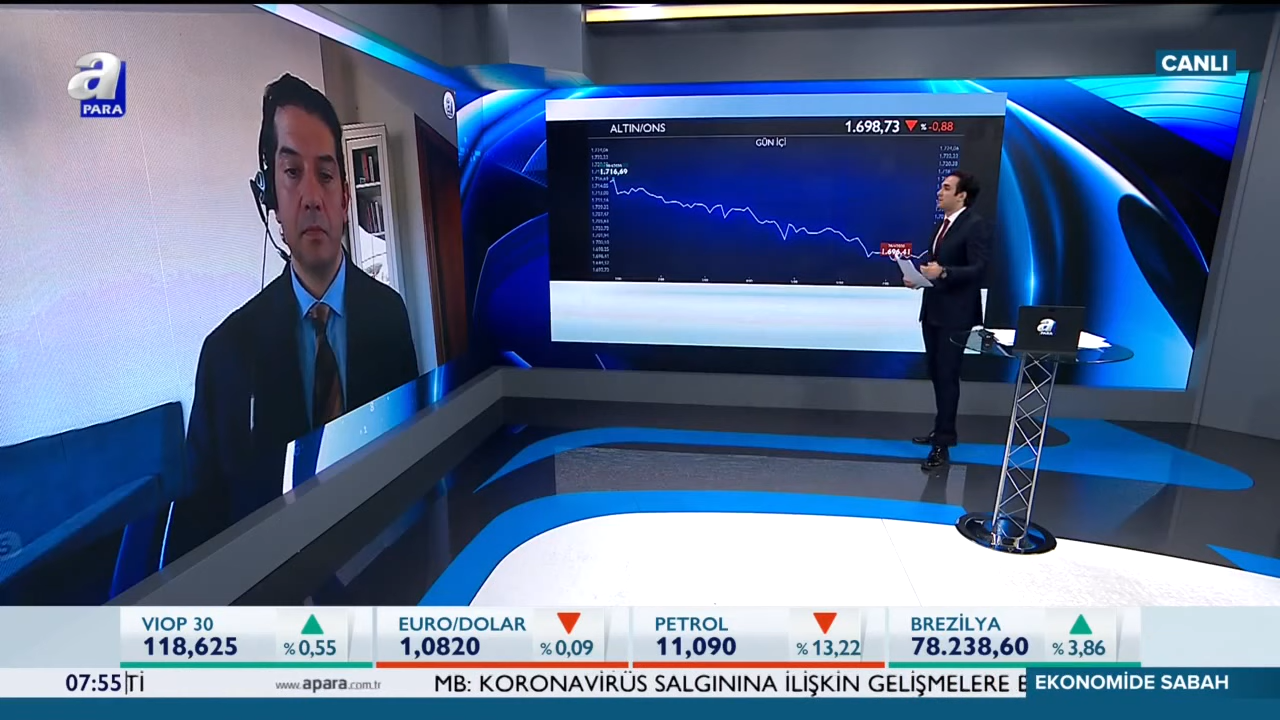 a
PARA
CANLI
ALTIN/ONS
1.698,73 % -0,88
GÜN İÇİ
1.716,69
1.696,41
a
PARA
VIOP 30
118,625
% 0,55
EURO/DOLAR
1,0820
% 0,09
PETROL
11,090
% 13,22
BREZİLYA
78.238,60
% 3,86
07:55
Tİ
www.apara.com.tr
MB: KORONAVİRÜS SALGININA İLİŞKİN GELİŞMELERE
EKONOMİDE SABAH